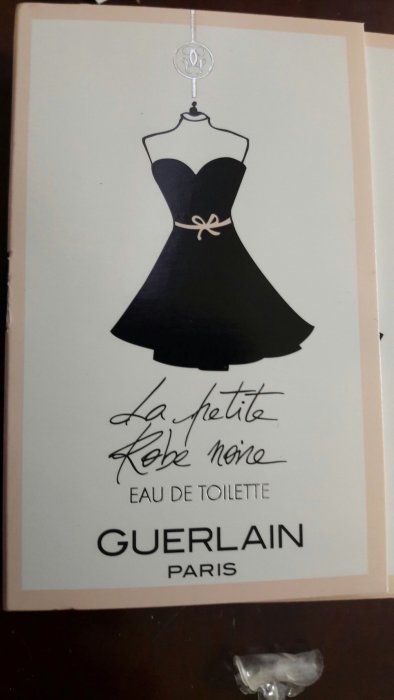 La petite
Robe noire
EAU DE TOILETTE
GUERLAIN
PARIS